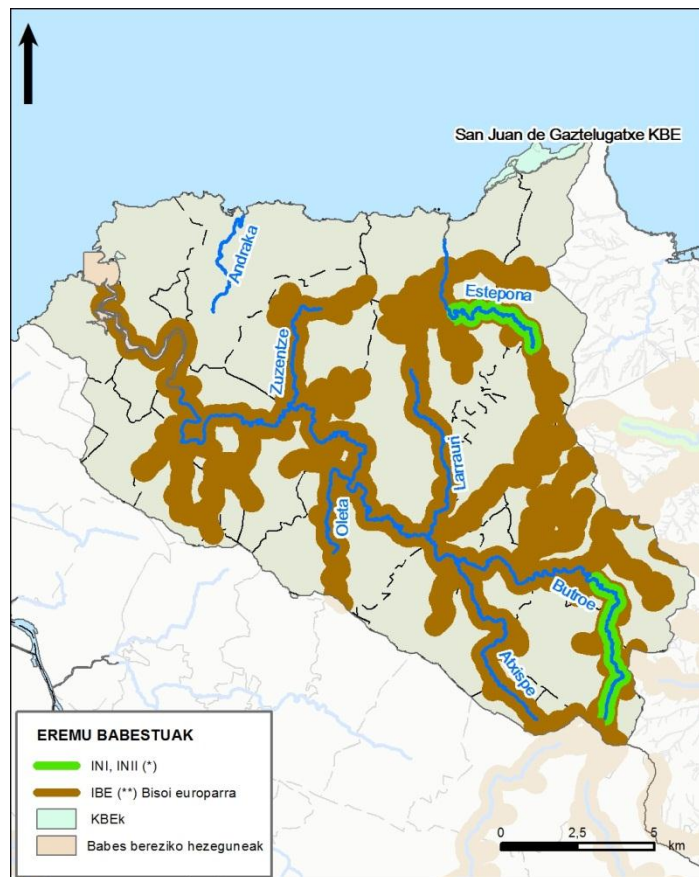 San Juan de Gaztelugatxe KBE
Andraka
Estepona
Zuzentze
Larrauri
Oleta
Butroe
Atxispe
EREMU BABESTUAK
INI, INII (*)
IBE (**) Bisoi europarra
KBEk
Babes bereziko hezeguneak
0 2,5 5
km